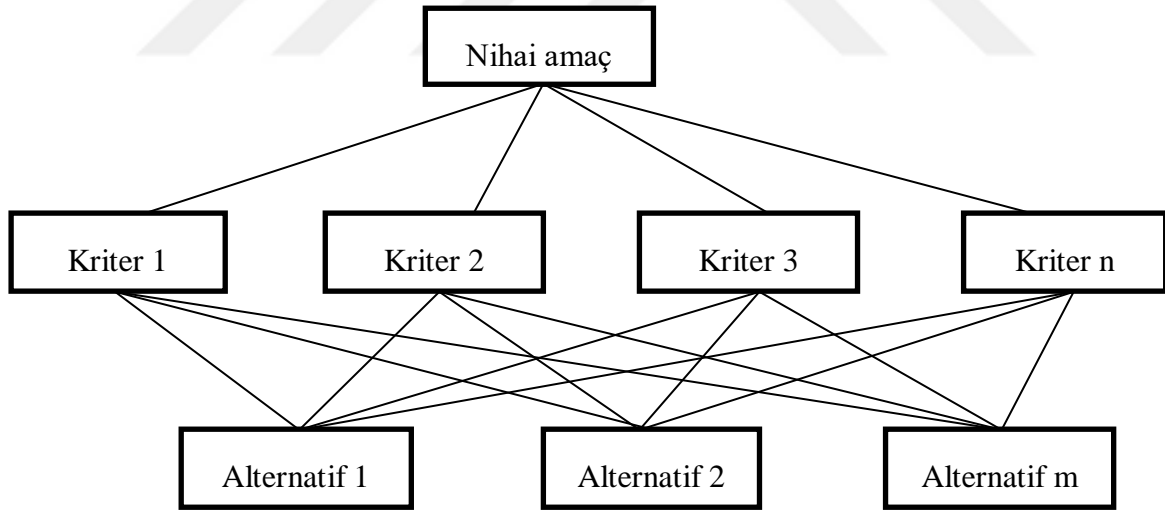 Nihai amaç
Kriter 1
Kriter 2
Kriter 3
Kriter n
Alternatif 1
Alternatif 2
Alternatif m